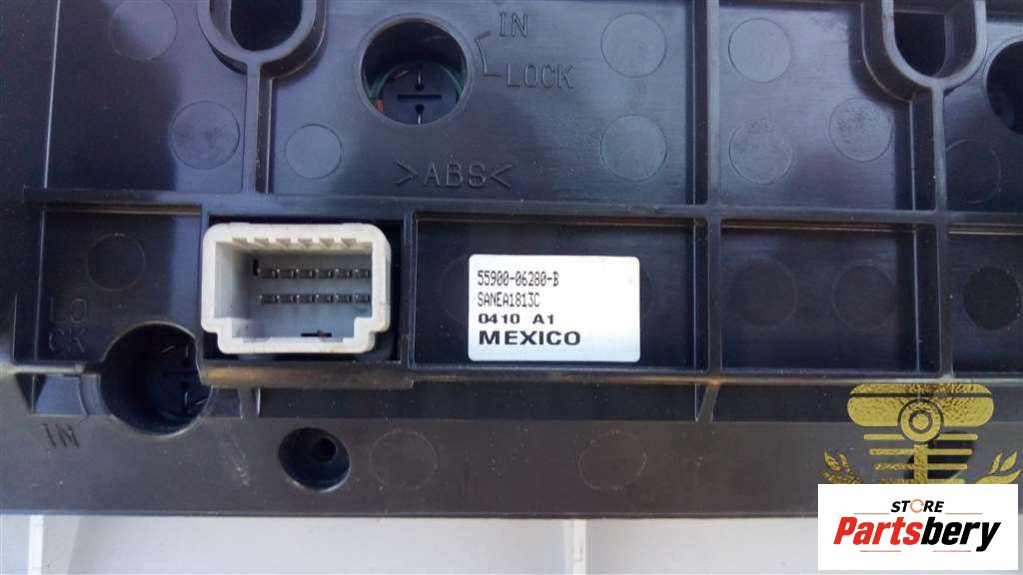 IN
LOCK
>ABS<
55900-06280-B
SANEA1813C
0410 A1
MEXICO
LO
CK
IN
STORE
Partsbery